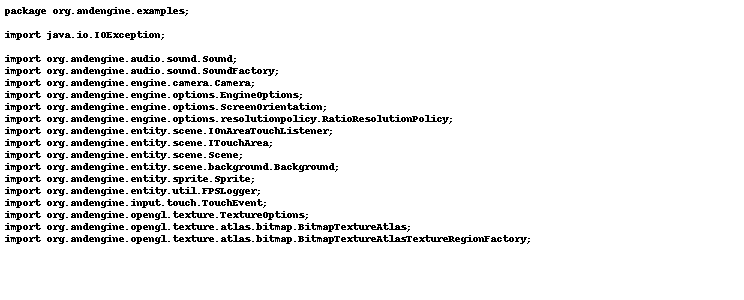 package org.andengine.examples;
import java.io.IOException;
import org.andengine.audio.sound.Sound;
import org.andengine.audio.sound.SoundFactory;
import org.andengine.engine.camera.Camera;
import org.andengine.engine.options.EngineOptions;
import org.andengine.engine.options.ScreenOrientation;
import org.andengine.engine.options.resolutionpolicy.RatioResolutionPolicy;
import org.andengine.entity.scene.IOnAreaTouchListener;
import org.andengine.entity.scene.ITouchArea;
import org.andengine.entity.scene.Scene;
import org.andengine.entity.scene.background.Background;
import org.andengine.entity.sprite.Sprite;
import org.andengine.entity.util.FPSLogger;
import org.andengine.input.touch.TouchEvent;
import org.andengine.opengl.texture.TextureOptions;
import org.andengine.opengl.texture.atlas.bitmap.BitmapTextureAtlas;
import org.andengine.opengl.texture.atlas.bitmap.BitmapTextureAtlasTextureRegionFactory;